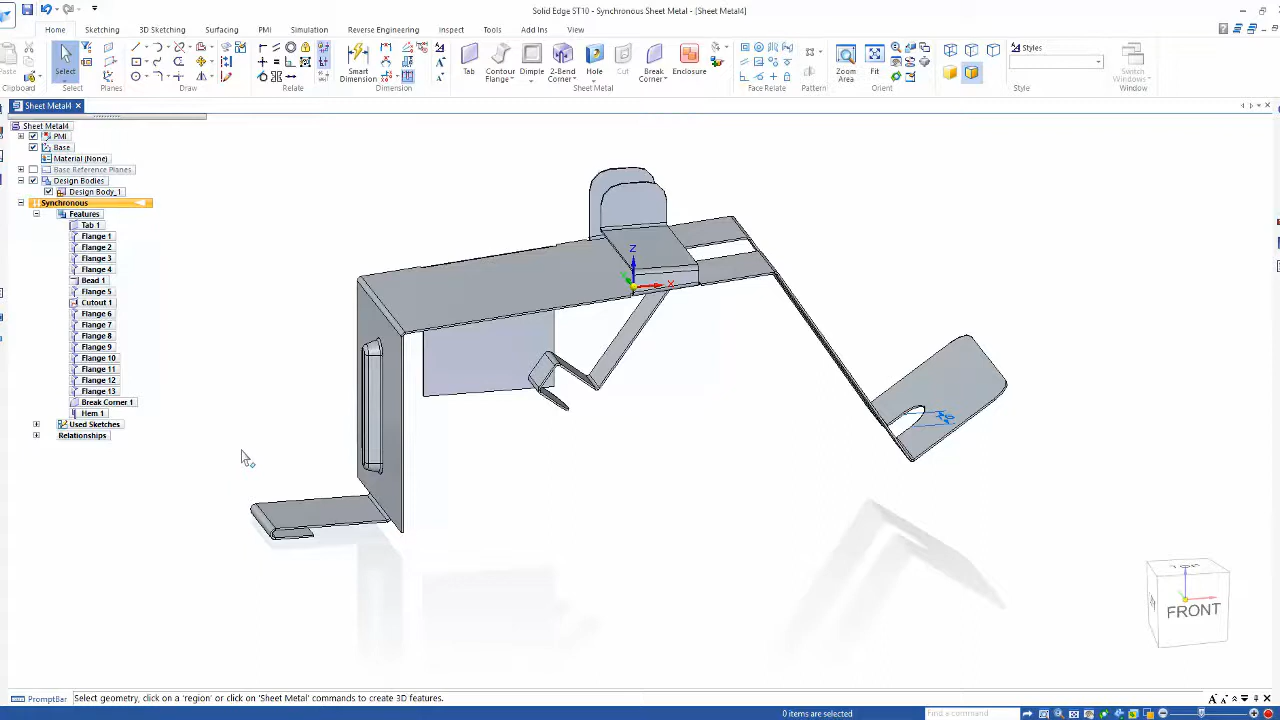 Solid Edge ST10 - Synchronous Sheet Metal - [Sheet Metal4]
Home Sketching 3D Sketching Surfacing PMI Simulation Reverse Engineering Inspect Tools Add Ins View
Paste Select Smart Dimension Tab Contour Flange Dimple 2-Bend Corner Hole Cut Break Corner Enclosure Zoom Area Fit Styles Switch Windows
Clipboard Select Planes Draw Relate Dimension Sheet Metal Face Relate Pattern Orient Style Window
Sheet Metal4
Sheet Metal4
PMI
Base
Material (None)
Base Reference Planes
Design Bodies
Design Body_1
Synchronous
Features
Tab 1
Flange 1
Flange 2
Flange 3
Flange 4
Bead 1
Flange 5
Cutout 1
Flange 6
Flange 7
Flange 8
Flange 9
Flange 10
Flange 11
Flange 12
Flange 13
Break Corner 1
Hem 1
Used Sketches
Relationships
Z
X
Y
TOP
FRONT
PromptBar Select geometry, click on a 'region' or click on 'Sheet Metal' commands to create 3D features.
0 items are selected Find a command